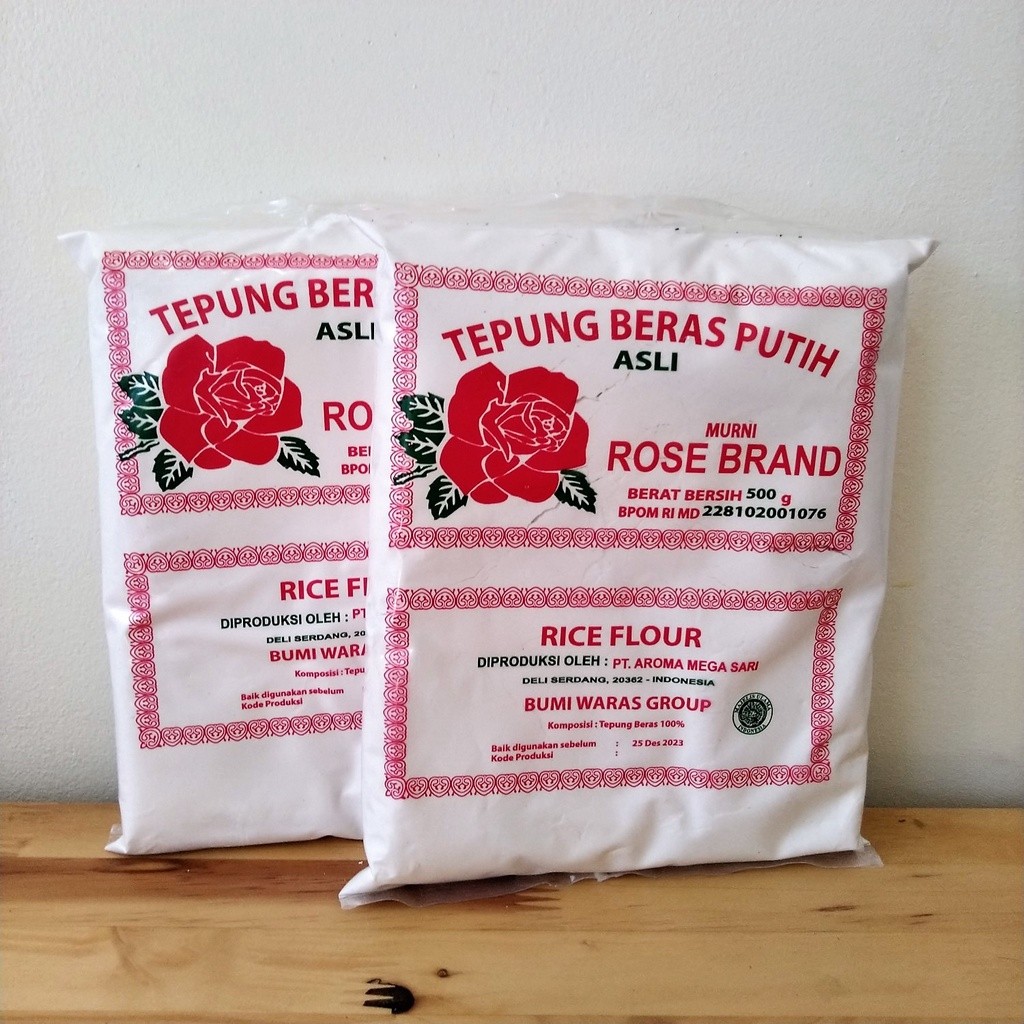 TEPUNG BER
ASLI
RO
BE
BPO
RICE FL
DIPRODUKSI OLEH : PT.
DELI SERDANG, 20
BUMI WARA
Komposisi : Tepu
Baik digunakan sebelum
Kode Produksi
TEPUNG BERAS PUTIH
ASLI
MURNI
ROSE BRAND
BERAT BERSIH 500 g
BPOM RI MD 228102001076
RICE FLOUR
DIPRODUKSI OLEH : PT. AROMA MEGA SARI
DELI SERDANG, 20362 - INDONESIA
BUMI WARAS GROUP
Komposisi : Tepung Beras 100%
Baik digunakan sebelum : 25 Des 2023
Kode Produksi :